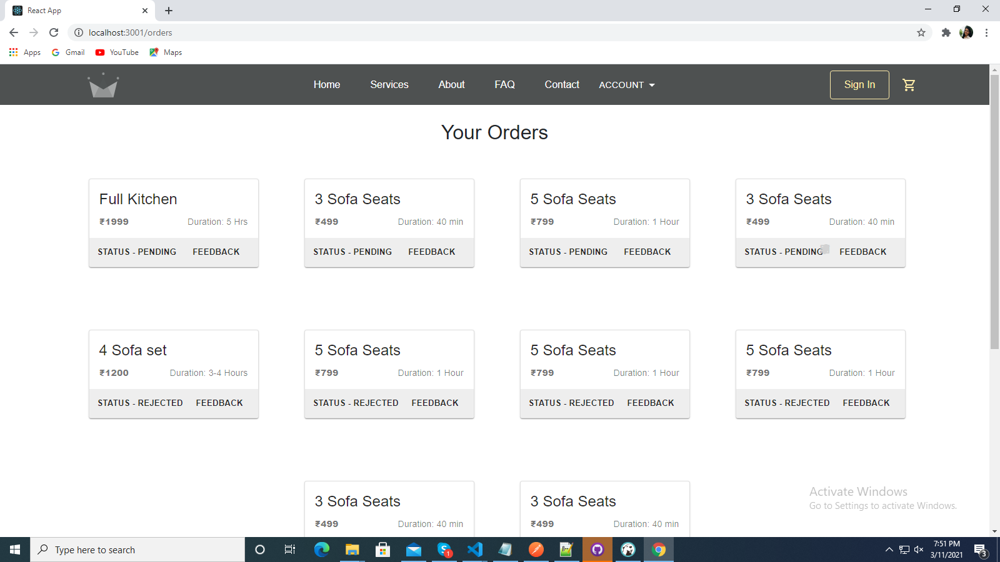 React App
localhost:3001/orders
Apps Gmail YouTube Maps
Home Services About FAQ Contact ACCOUNT Sign In
Your Orders
Full Kitchen
₹1999 Duration: 5 Hrs
STATUS - PENDING FEEDBACK
3 Sofa Seats
₹499 Duration: 40 min
STATUS - PENDING FEEDBACK
5 Sofa Seats
₹799 Duration: 1 Hour
STATUS - PENDING FEEDBACK
3 Sofa Seats
₹499 Duration: 40 min
STATUS - PENDING FEEDBACK
4 Sofa set
₹1200 Duration: 3-4 Hours
STATUS - REJECTED FEEDBACK
5 Sofa Seats
₹799 Duration: 1 Hour
STATUS - REJECTED FEEDBACK
5 Sofa Seats
₹799 Duration: 1 Hour
STATUS - REJECTED FEEDBACK
5 Sofa Seats
₹799 Duration: 1 Hour
STATUS - REJECTED FEEDBACK
3 Sofa Seats
₹499 Duration: 40 min
3 Sofa Seats
₹499 Duration: 40 min
Activate Windows
Go to Settings to activate Windows.
Type here to search
1
7:51 PM
3/11/2021
3